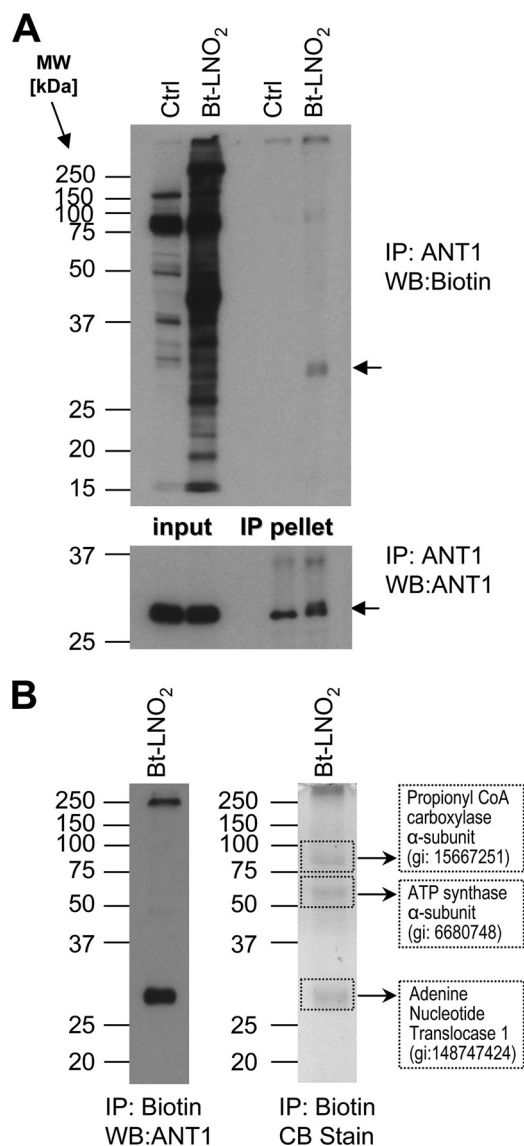 A
MW
[kDa]
Ctrl
Bt-LNO2
Ctrl
Bt-LNO2
250
150
100
75
50
37
25
20
15
IP: ANT1
WB:Biotin
input
IP pellet
37
25
IP: ANT1
WB:ANT1
B
Bt-LNO2
Bt-LNO2
250
150
100
75
50
37
25
20
250
150
100
75
50
37
25
20
Propionyl CoA
carboxylase
α-subunit
(gi: 15667251)
ATP synthase
α-subunit
(gi: 6680748)
Adenine
Nucleotide
Translocase 1
(gi:148747424)
IP: Biotin
WB:ANT1
IP: Biotin
CB Stain